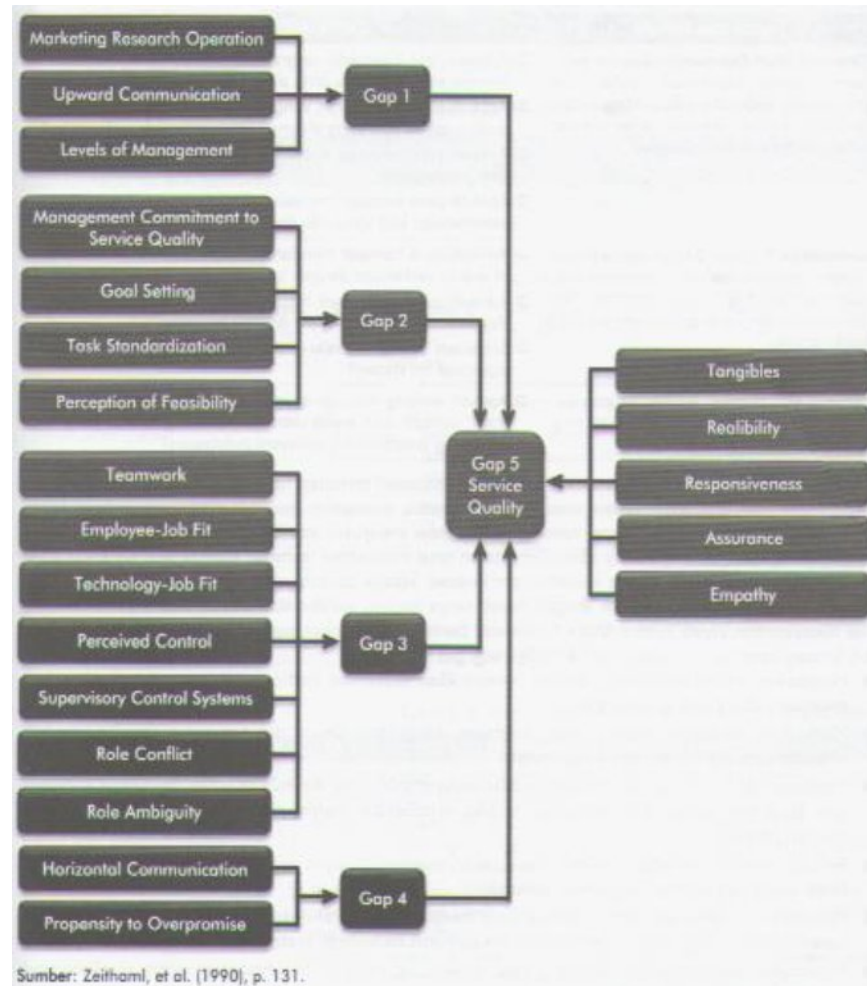 Marketing Research Operation
Upward Communication
Levels of Management
Gap 1
Management Commitment to
Service Quality
Goal Setting
Task Standardization
Perception of Feasibility
Gap 2
Teamwork
Employee-Job Fit
Technology-Job Fit
Perceived Control
Supervisory Control Systems
Role Conflict
Role Ambiguity
Gap 3
Horizontal Communication
Propensity to Overpromise
Gap 4
Gap 5
Service
Quality
Tangibles
Realibility
Responsiveness
Assurance
Empathy
Sumber: Zeithaml, et al. (1990), p. 131.